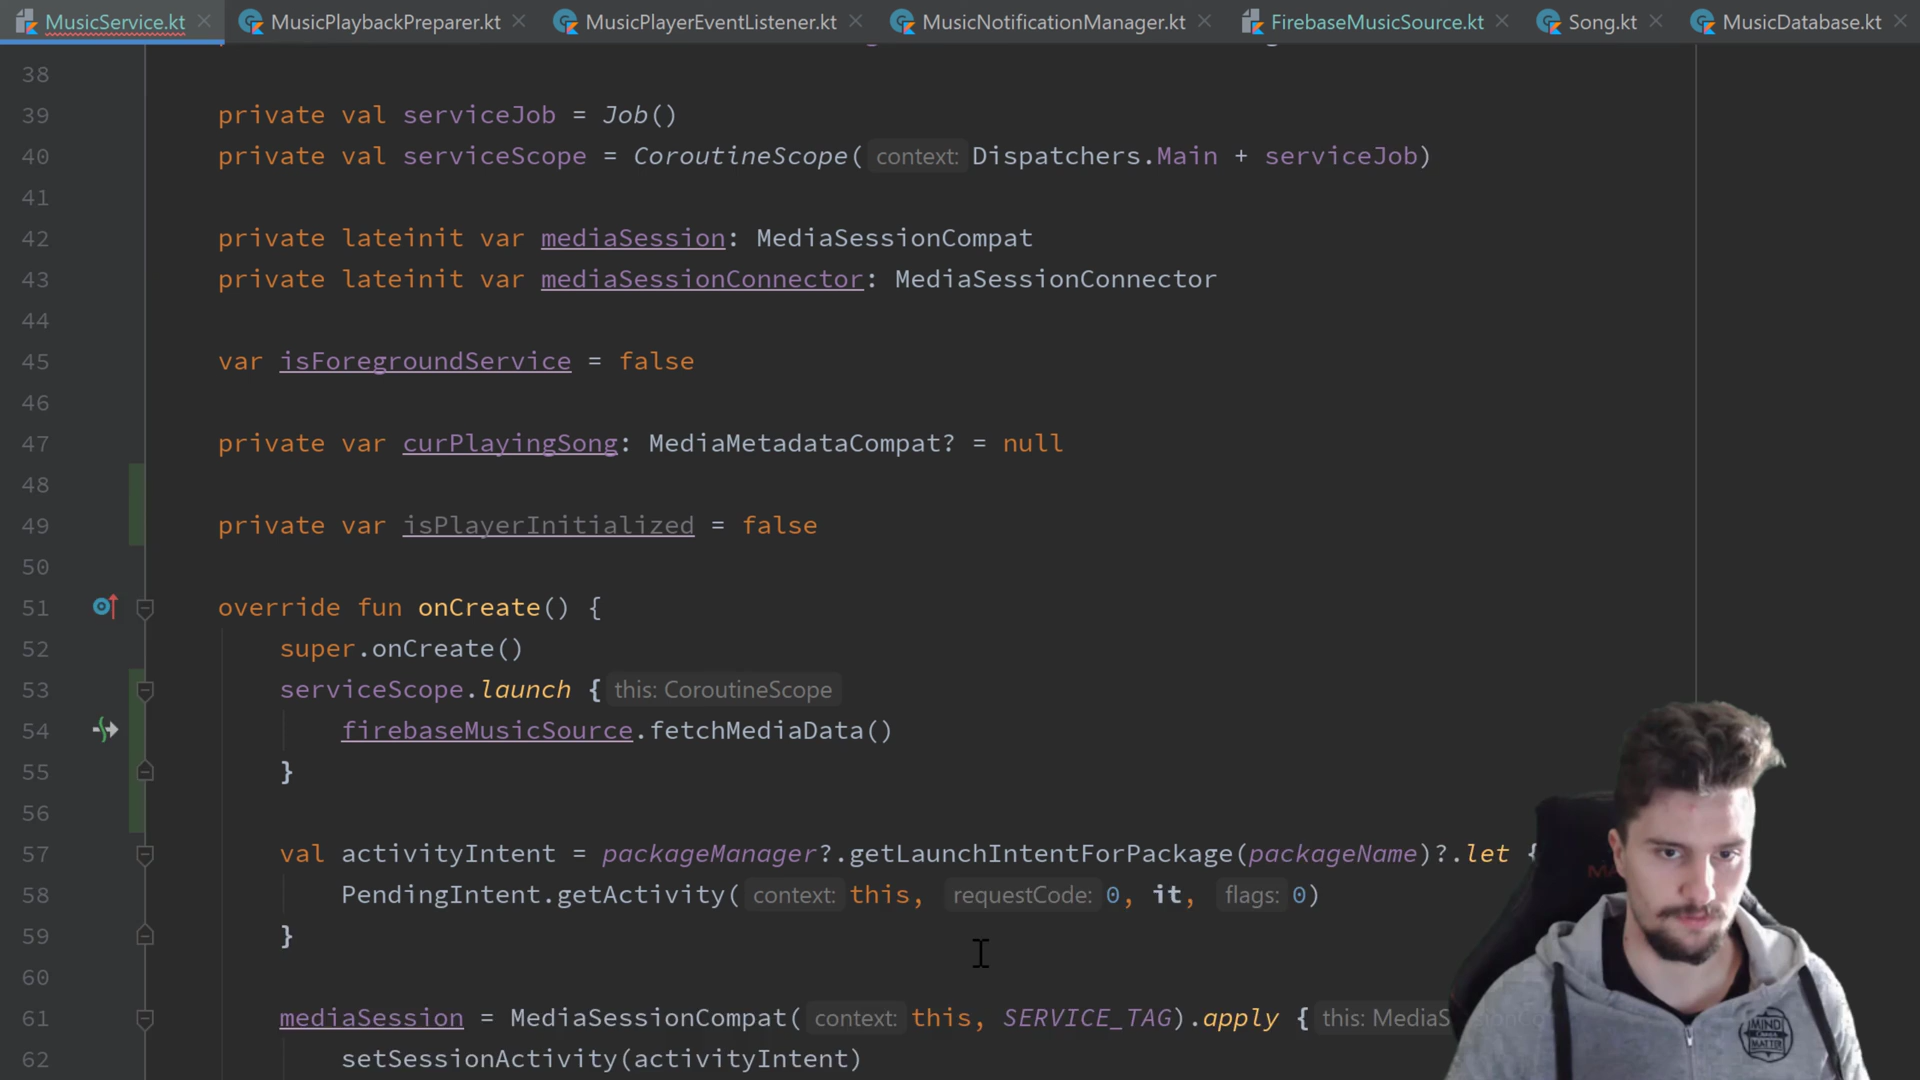 MusicService.kt MusicPlaybackPreparer.kt MusicPlayerEventListener.kt MusicNotificationManager.kt FirebaseMusicSource.kt Song.kt MusicDatabase.kt
38
39 private val serviceJob = Job()
40 private val serviceScope = CoroutineScope( context: Dispatchers.Main + serviceJob)
41
42 private lateinit var mediaSession: MediaSessionCompat
43 private lateinit var mediaSessionConnector: MediaSessionConnector
44
45 var isForegroundService = false
46
47 private var curPlayingSong: MediaMetadataCompat? = null
48
49 private var isPlayerInitialized = false
50
51 override fun onCreate() {
52 super.onCreate()
53 serviceScope.launch { this: CoroutineScope
54 firebaseMusicSource.fetchMediaData()
55 }
56
57 val activityIntent = packageManager?.getLaunchIntentForPackage(packageName)?.let {
58 PendingIntent.getActivity( context: this, requestCode: 0, it, flags: 0)
59 }
60
61 mediaSession = MediaSessionCompat( context: this, SERVICE_TAG).apply { this:
62 setSessionActivity(activityIntent)
MIND
MATTER